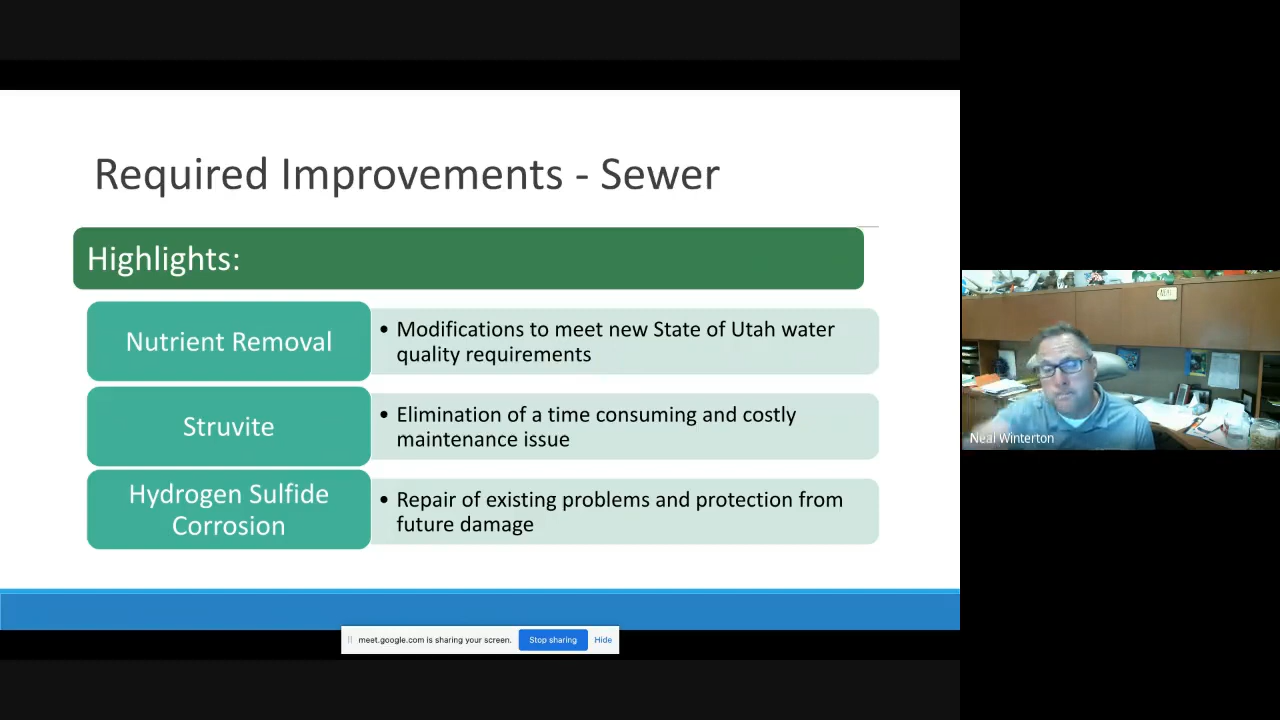 Required Improvements - Sewer
Highlights:
Nutrient Removal
• Modifications to meet new State of Utah water
quality requirements
Struvite
• Elimination of a time consuming and costly
maintenance issue
Hydrogen Sulfide
Corrosion
• Repair of existing problems and protection from
future damage
Neal Winterton
meet.google.com is sharing your screen.
Stop sharing
Hide